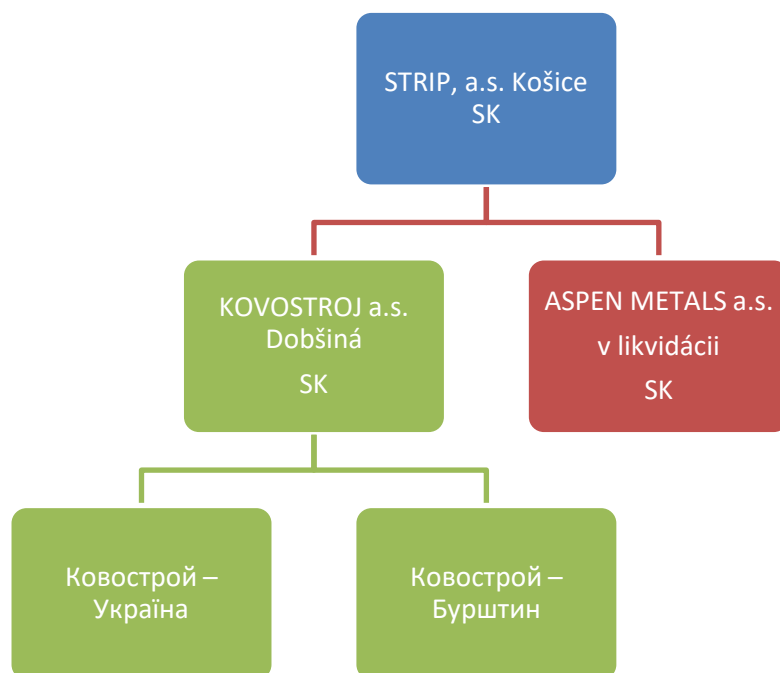 STRIP, a.s. Košice
SK
KOVOSTROJ a.s.
Dobšiná
SK
ASPEN METALS a.s.
v likvidácii
SK
Ковострой –
Україна
Ковострой –
Бурштин